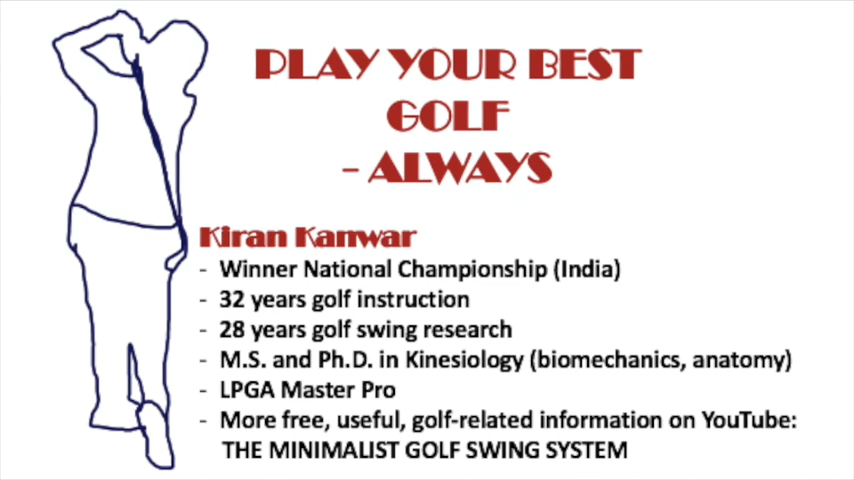 PLAY YOUR BEST
GOLF
- ALWAYS
Kiran Kanwar
- Winner National Championship (India)
- 32 years golf instruction
- 28 years golf swing research
- M.S. and Ph.D. in Kinesiology (biomechanics, anatomy)
- LPGA Master Pro
- More free, useful, golf-related information on YouTube:
THE MINIMALIST GOLF SWING SYSTEM